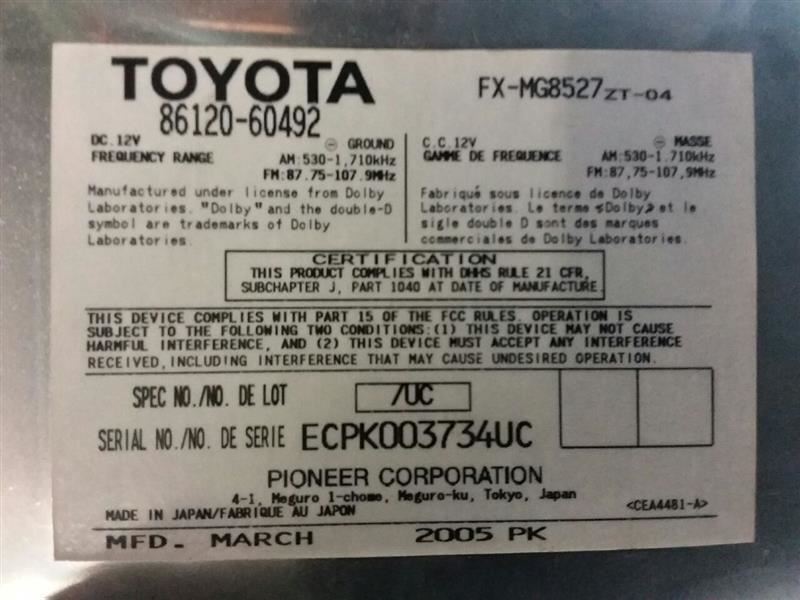 TOYOTA
86120-60492
FX-MG8527 ZT-04
DC.12V ⊖ GROUND
FREQUENCY RANGE AM:530-1,710kHz
FM:87.75-107.9MHz
Manufactured under license from Dolby
Laboratories. "Dolby" and the double-D
symbol are trademarks of Dolby
Laboratories.
C.C.12V ⊖ MASSE
GAMME DE FREQUENCE AM:530-1.710kHz
FM:87,75-107,9MHz
Fabriqué sous licence de Dolby
Laboratories. Le terme <Dolby> et le
sigle double D sont des marques
commerciales de Dolby Laboratories.
CERTIFICATION
THIS PRODUCT COMPLIES WITH DHHS RULE 21 CFR,
SUBCHAPTER J, PART 1040 AT DATE OF MANUFACTURE.
THIS DEVICE COMPLIES WITH PART 15 OF THE FCC RULES. OPERATION IS
SUBJECT TO THE FOLLOWING TWO CONDITIONS:(1) THIS DEVICE MAY NOT CAUSE
HARMFUL INTERFERENCE, AND (2) THIS DEVICE MUST ACCEPT ANY INTERFERENCE
RECEIVED,INCLUDING INTERFERENCE THAT MAY CAUSE UNDESIRED OPERATION.
SPEC NO./NO. DE LOT /UC
SERIAL NO./NO. DE SERIE ECPK003734UC
PIONEER CORPORATION
4-1, Meguro 1-chome, Meguro-ku, Tokyo, Japan
MADE IN JAPAN/FABRIQUE AU JAPON <CEA4481-A>
MFD. MARCH 2005 PK